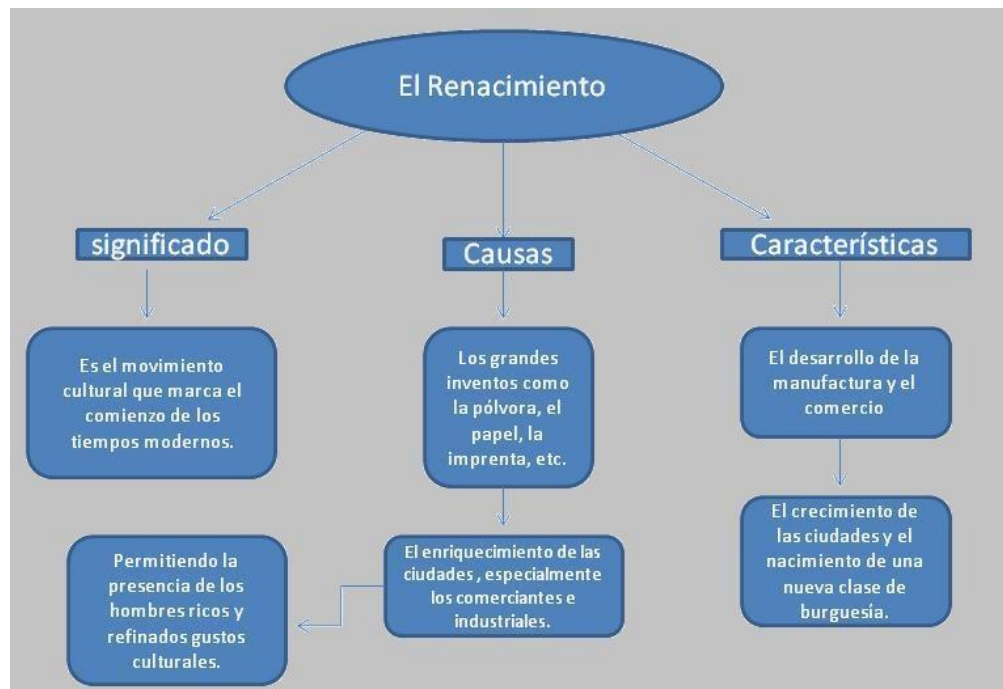 El Renacimiento
significado
Causas
Características
Es el movimiento
cultural que marca el
comienzo de los
tiempos modernos.
Los grandes
inventos como
la pólvora, el
papel, la
imprenta, etc.
El desarrollo de la
manufactura y el
comercio
Permitiendo la
presencia de los
hombres ricos y
refinados gustos
culturales.
El enriquecimiento de las
ciudades , especialmente
los comerciantes e
industriales.
El crecimiento de
las ciudades y el
nacimiento de una
nueva clase de
burguesía.